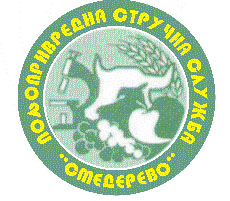 ПОЉОПРИВРЕДНА СТРУЧНА СЛУЖБА
"СМЕДЕРЕВО"